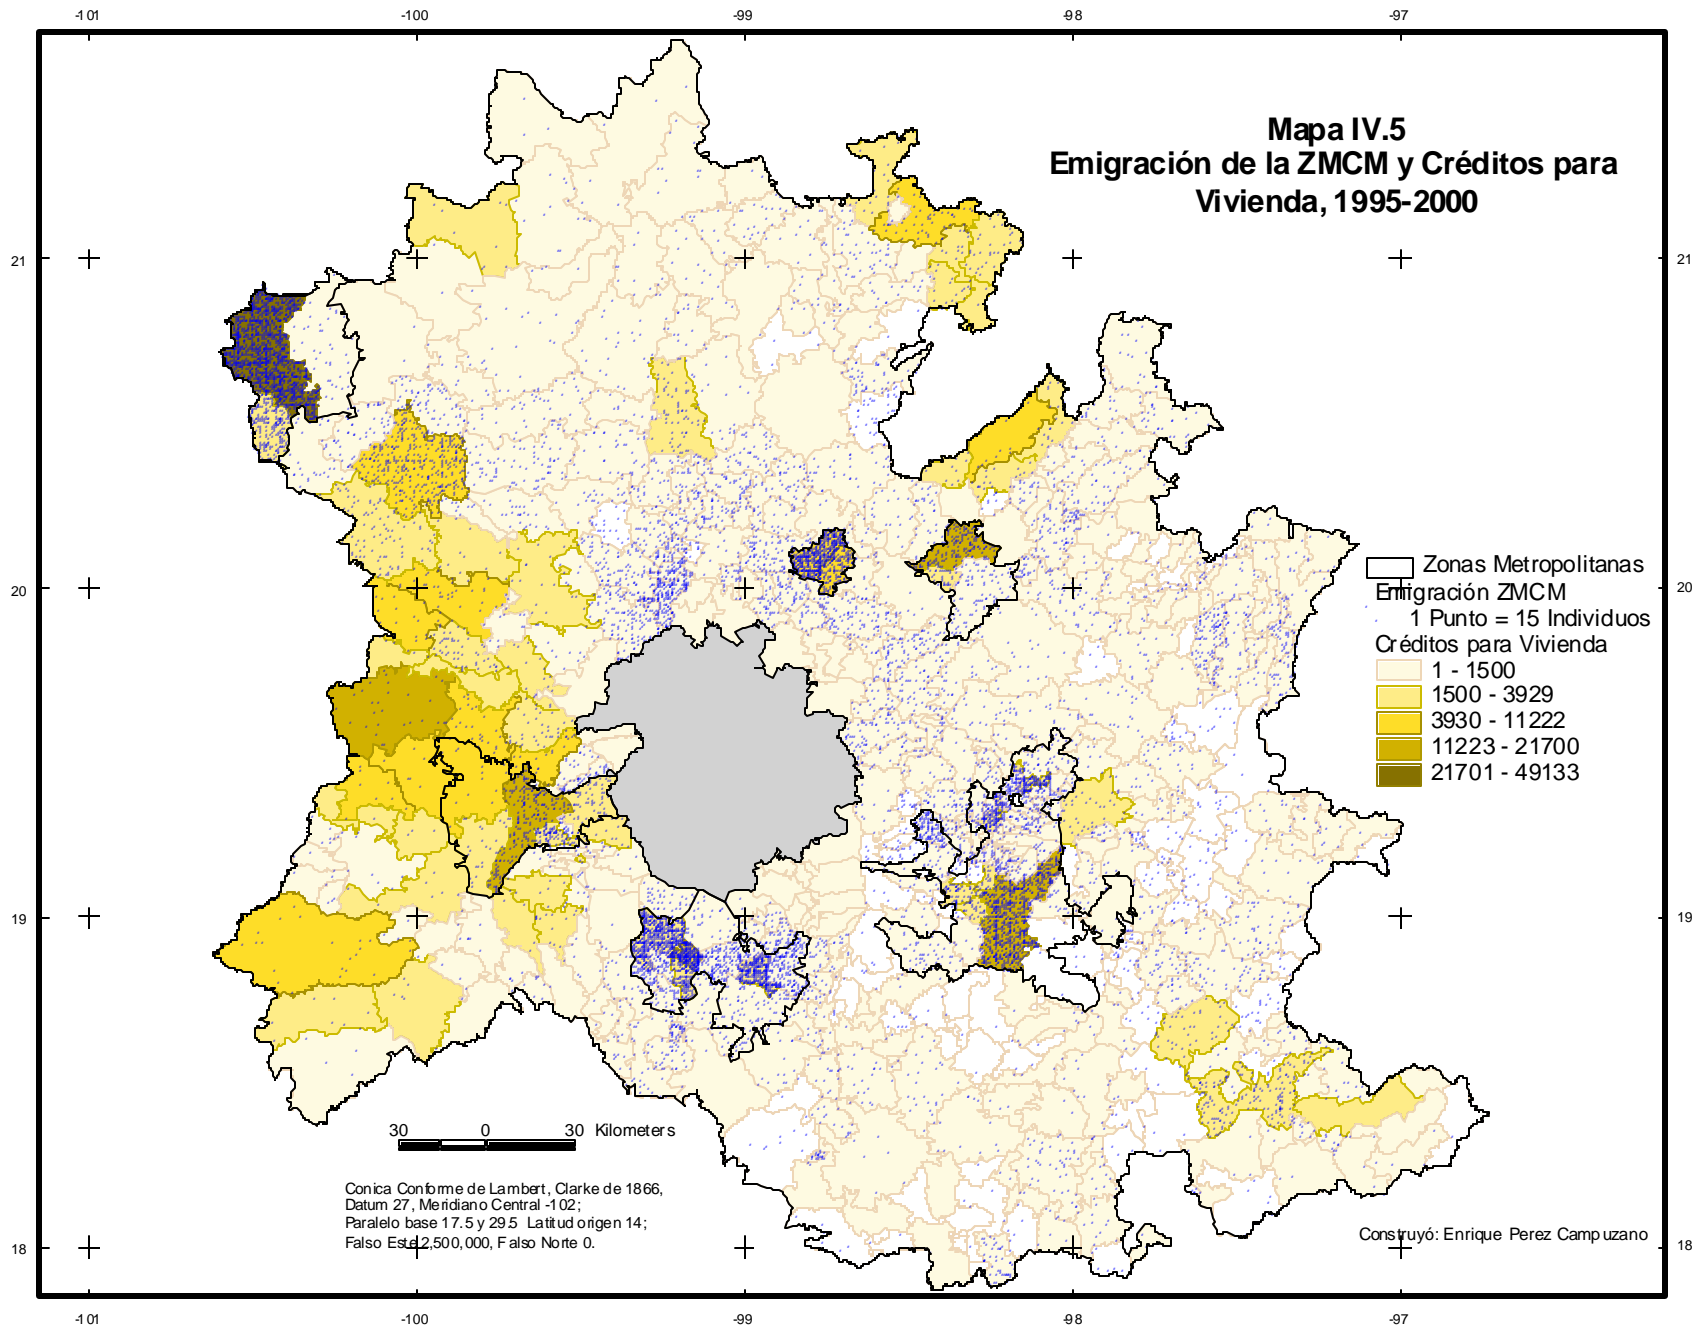 -101 -100 -99 -98 -97
Mapa IV.5
Emigración de la ZMCM y Créditos para
Vivienda, 1995-2000
21 21
20 20
19 19
18 18
Zonas Metropolitanas
Emigración ZMCM
1 Punto = 15 Individuos
Créditos para Vivienda
1 - 1500
1500 - 3929
3930 - 11222
11223 - 21700
21701 - 49133
30 0 30 Kilometers
Conica Conforme de Lambert, Clarke de 1866,
Datum 27, Meridiano Central -102;
Paralelo base 17.5 y 29.5 Latitud origen 14;
Falso Este 2,500,000, Falso Norte 0.
Construyó: Enrique Perez Campuzano
-101 -100 -99 -98 -97